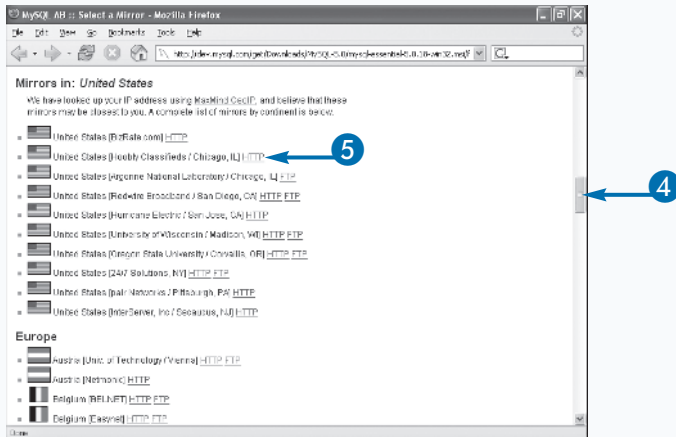 MySQL AB :: Select a Mirror - Mozilla Firefox
File Edit View Go Bookmarks Tools Help
Mirrors in: United States
We have looked up your IP address using MaxMind GeoIP, and believe that these
mirrors may be closest to you. A complete list of mirrors by continent is below.
United States [BizRate.com] HTTP
United States [Hoobly Classifieds / Chicago, IL] HTTP
5
United States [Argonne National Laboratory / Chicago, IL] FTP
4
United States [Redwire Broadband / San Diego, CA] HTTP FTP
United States [Hurricane Electric / San Jose, CA] HTTP
United States [University of Wisconsin / Madison, WI] HTTP FTP
United States [Oregon State University / Corvallis, OR] HTTP FTP
United States [24/7 Solutions, NY] HTTP FTP
United States [pair Networks / Pittsburgh, PA] HTTP
United States [InterServer, Inc / Secaucus, NJ] HTTP
Europe
Austria [Univ. of Technology / Vienna] HTTP FTP
Austria [Netmonic] HTTP
Belgium [BELNET] HTTP FTP
Belgium [Easynet] HTTP FTP
Done